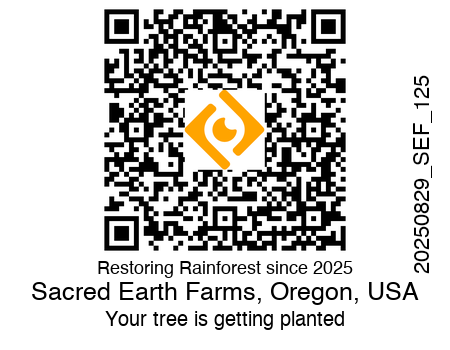 Restoring Rainforest since 2025
Sacred Earth Farms, Oregon, USA
Your tree is getting planted
20250829_SEF_125